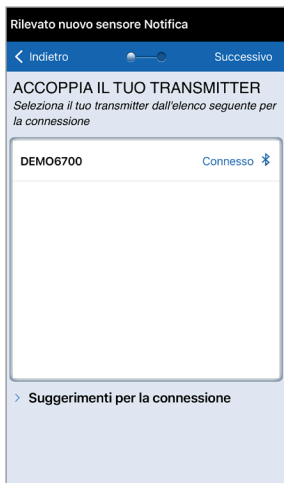 Rilevato nuovo sensore Notifica
Indietro
Successivo
ACCOPPIA IL TUO TRANSMITTER
Seleziona il tuo transmitter dall'elenco seguente per
la connessione
DEMO6700
Connesso
Suggerimenti per la connessione